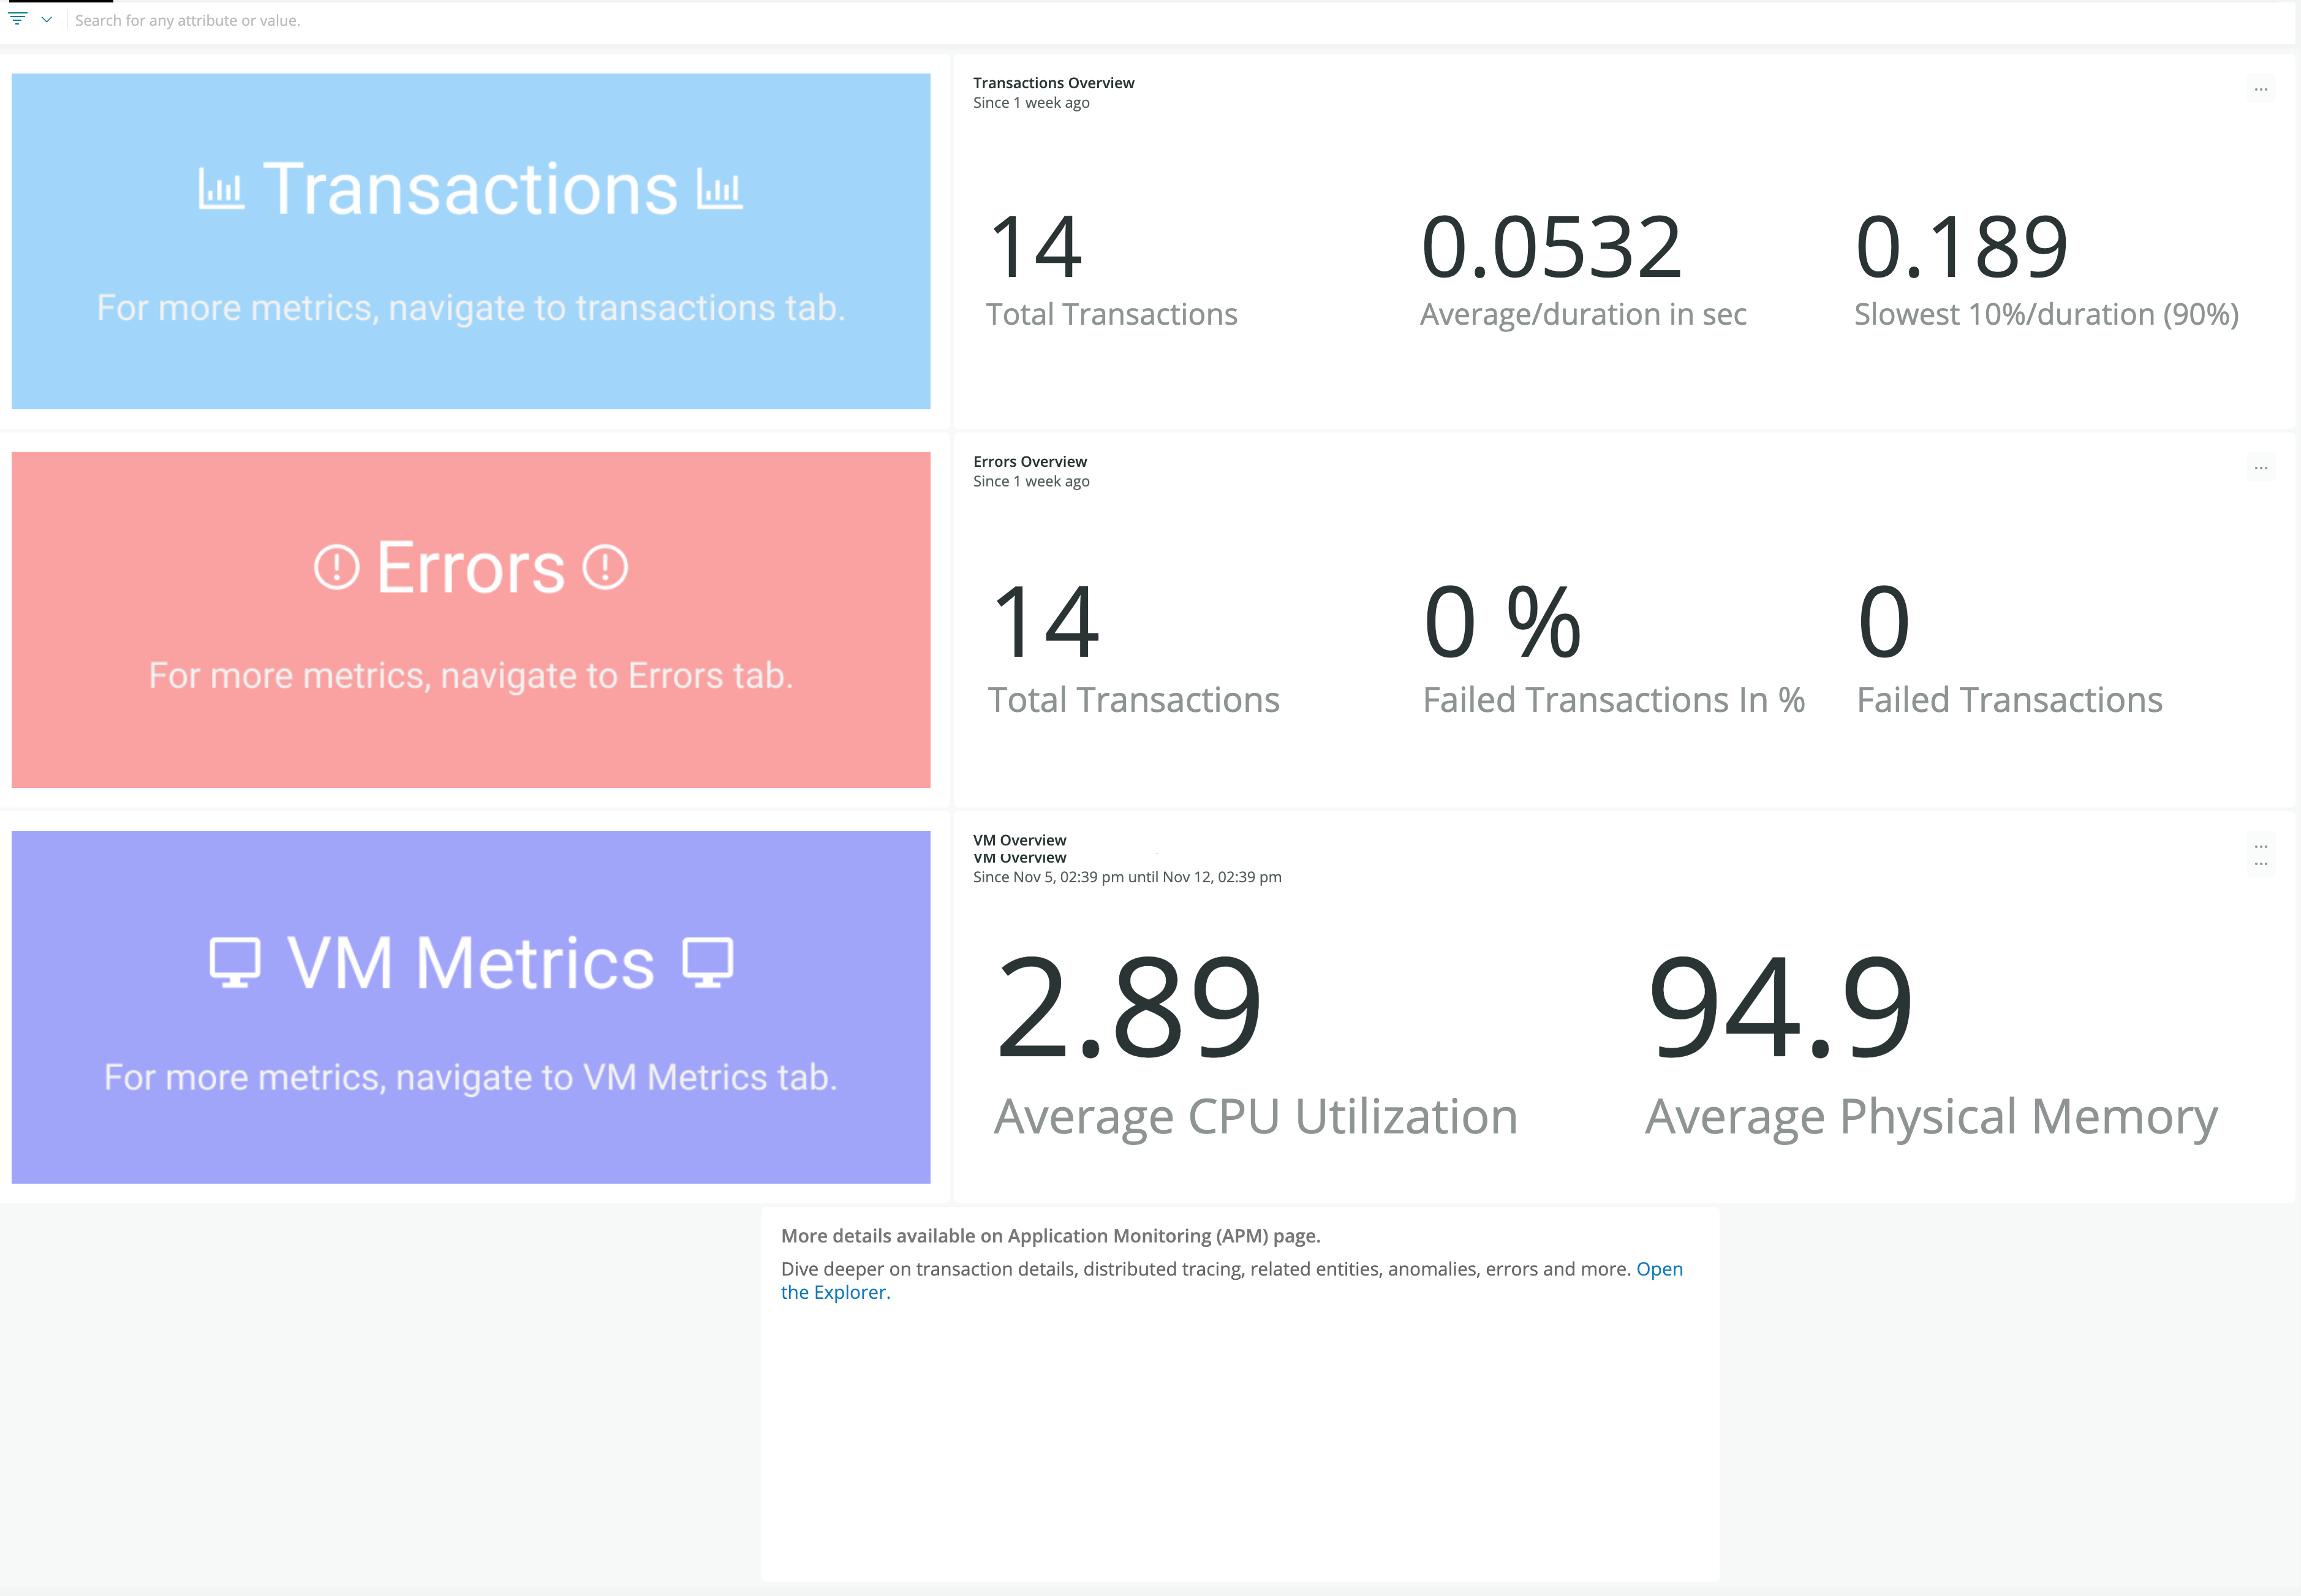 Search for any attribute or value.
Transactions
For more metrics, navigate to transactions tab.
Transactions Overview
Since 1 week ago
14
Total Transactions
0.0532
Average/duration in sec
0.189
Slowest 10%/duration (90%)
Errors
For more metrics, navigate to Errors tab.
Errors Overview
Since 1 week ago
14
Total Transactions
0 %
Failed Transactions In %
0
Failed Transactions
VM Metrics
For more metrics, navigate to VM Metrics tab.
VM Overview
VM Overview
Since Nov 5, 02:39 pm until Nov 12, 02:39 pm
2.89
Average CPU Utilization
94.9
Average Physical Memory
More details available on Application Monitoring (APM) page.
Dive deeper on transaction details, distributed tracing, related entities, anomalies, errors and more. Open
the Explorer.